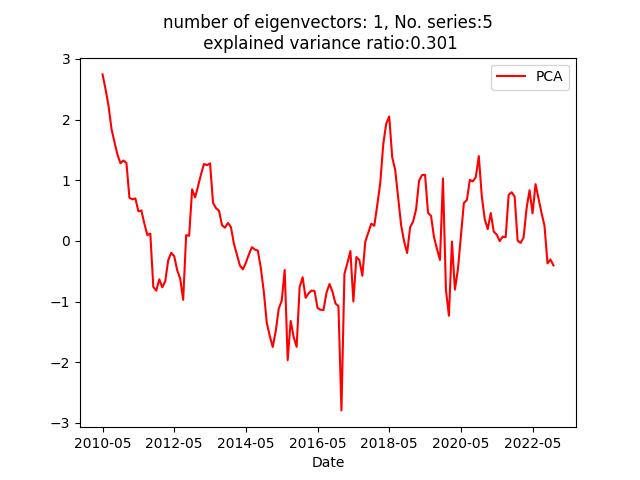 number of eigenvectors: 1, No. series:5
explained variance ratio:0.301
PCA
3
2
1
0
−1
−2
−3
2010-05 2012-05 2014-05 2016-05 2018-05 2020-05 2022-05
Date